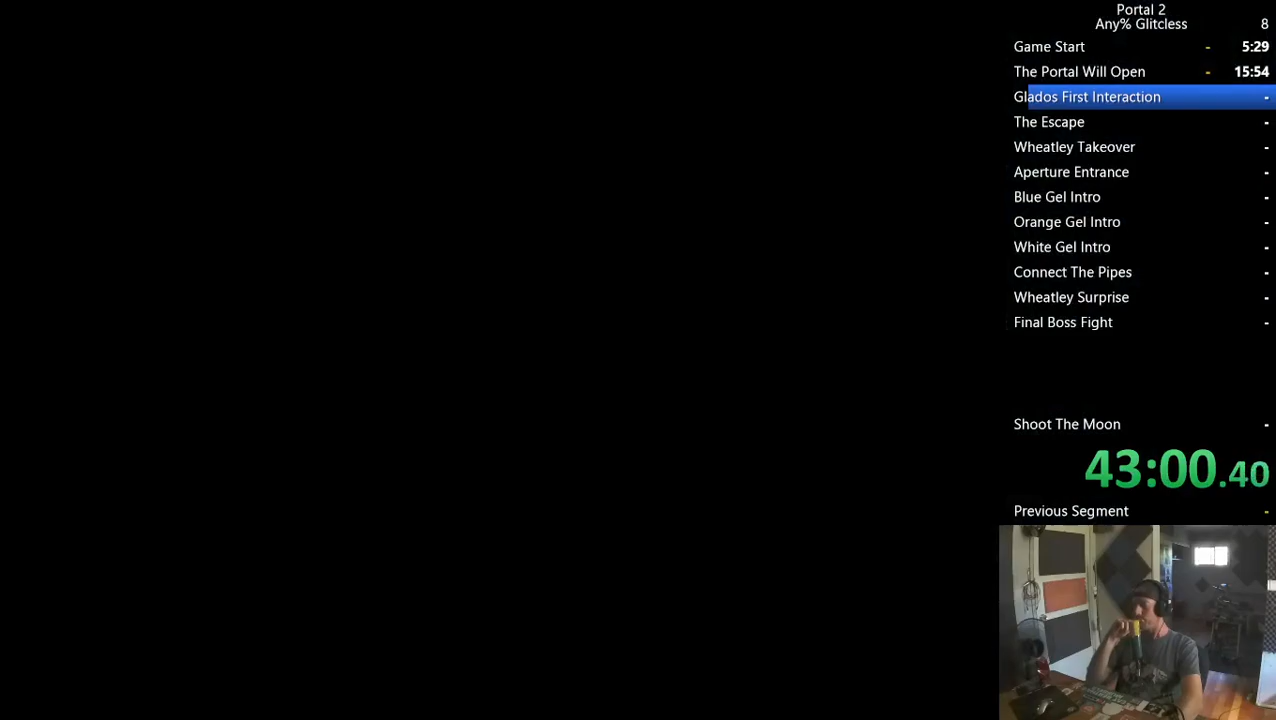 Portal 2
Any% Glitcless 8
Game Start - 5:29
The Portal Will Open - 15:54
Glados First Interaction -
The Escape -
Wheatley Takeover -
Aperture Entrance -
Blue Gel Intro -
Orange Gel Intro -
White Gel Intro -
Connect The Pipes -
Wheatley Surprise -
Final Boss Fight -
Shoot The Moon -
43:00.40
Previous Segment -